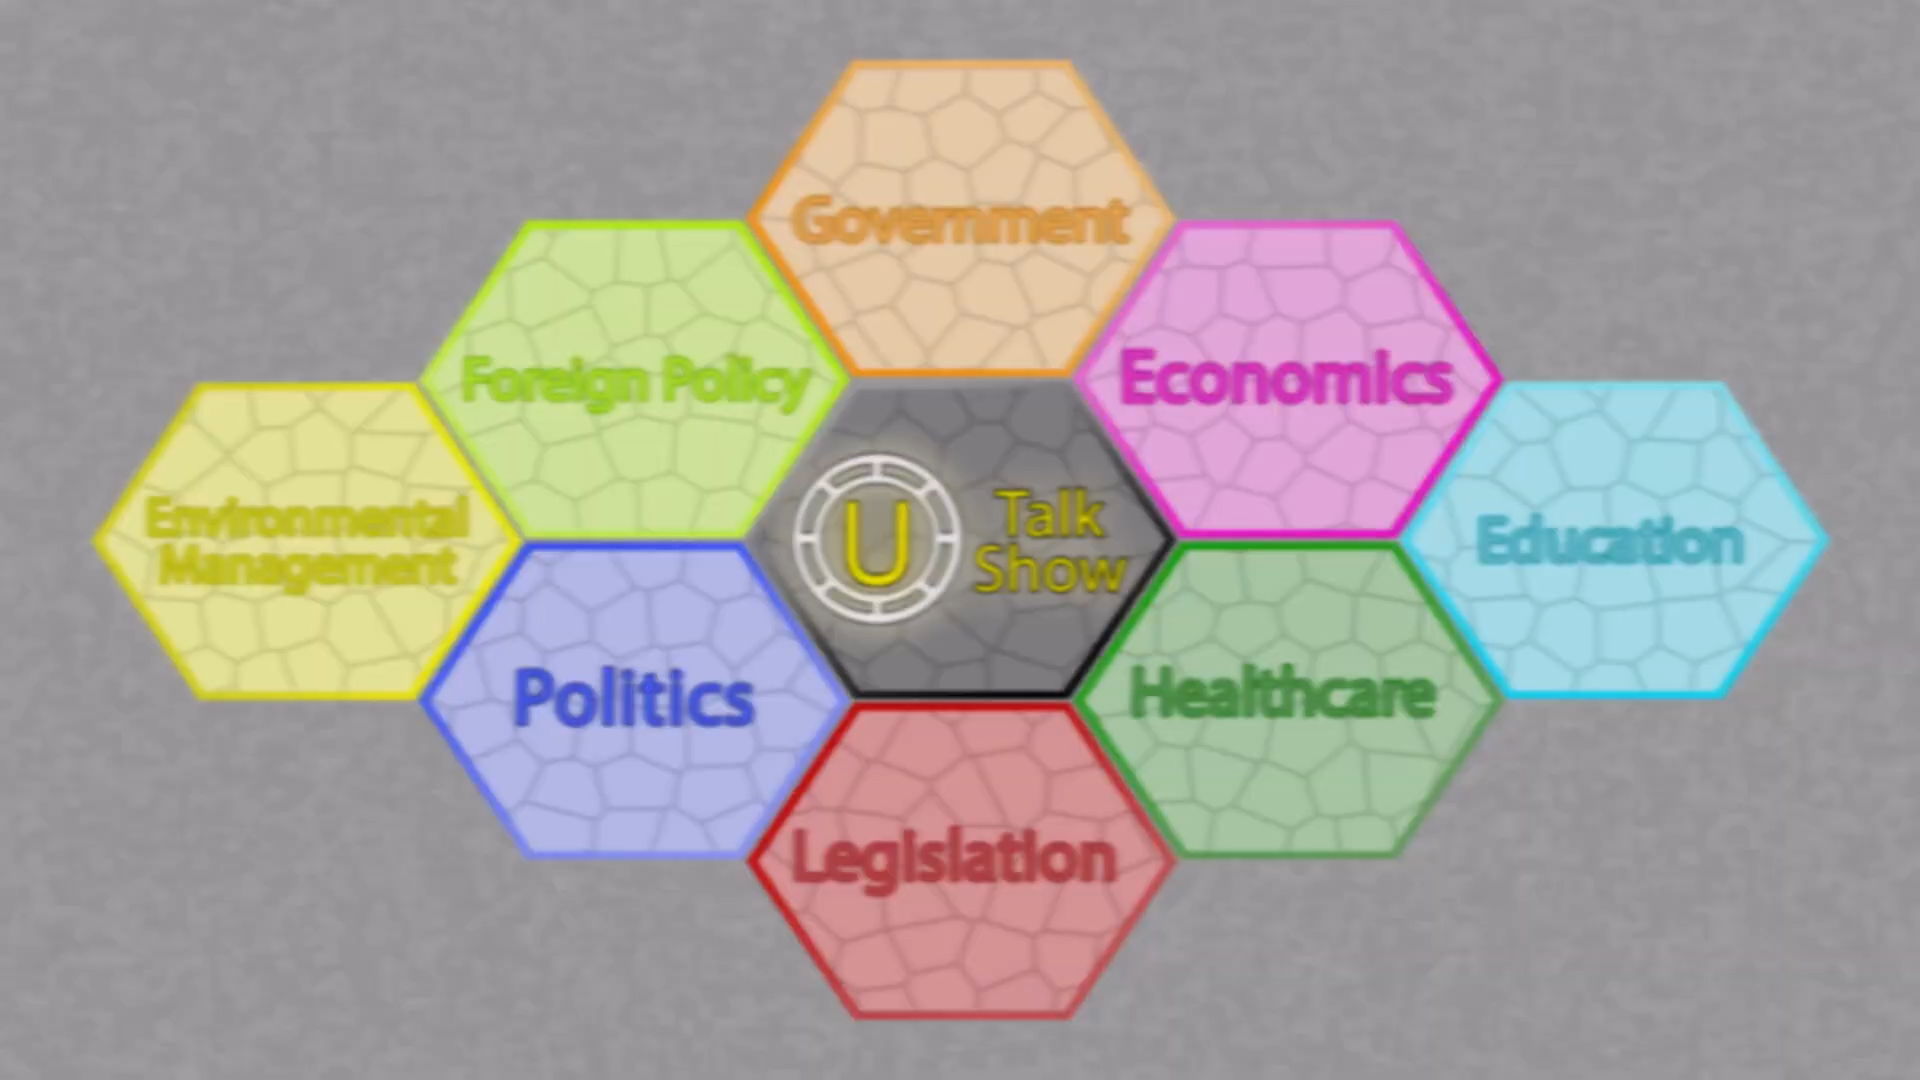 Government
Foreign Policy
Economics
Environmental
Management
U
Talk
Show
Education
Politics
Healthcare
Legislation